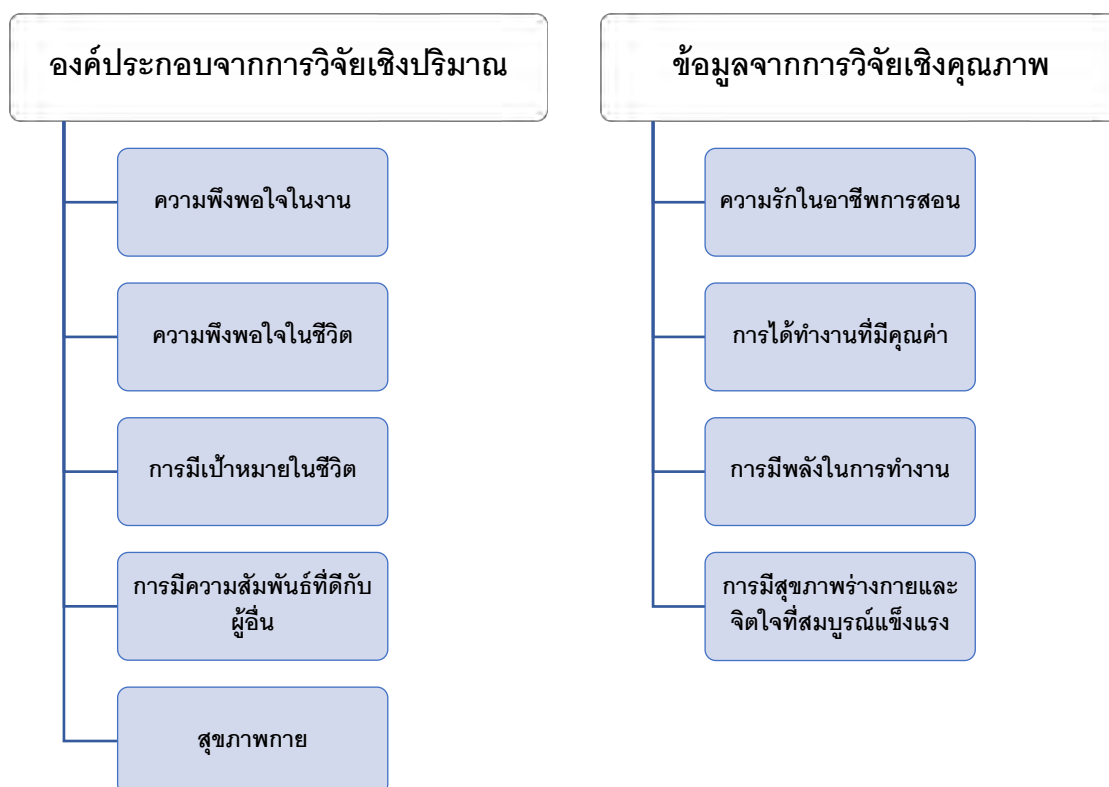 องค์ประกอบจากการวิจัยเชิงปริมาณ
ความพึงพอใจในงาน
ความพึงพอใจในชีวิต
การมีเป้าหมายในชีวิต
การมีความสัมพันธ์ที่ดีกับ
ผู้อื่น
สุขภาพกาย
ข้อมูลจากการวิจัยเชิงคุณภาพ
ความรักในอาชีพการสอน
การได้ทำงานที่มีคุณค่า
การมีพลังในการทำงาน
การมีสุขภาพร่างกายและ
จิตใจที่สมบูรณ์แข็งแรง